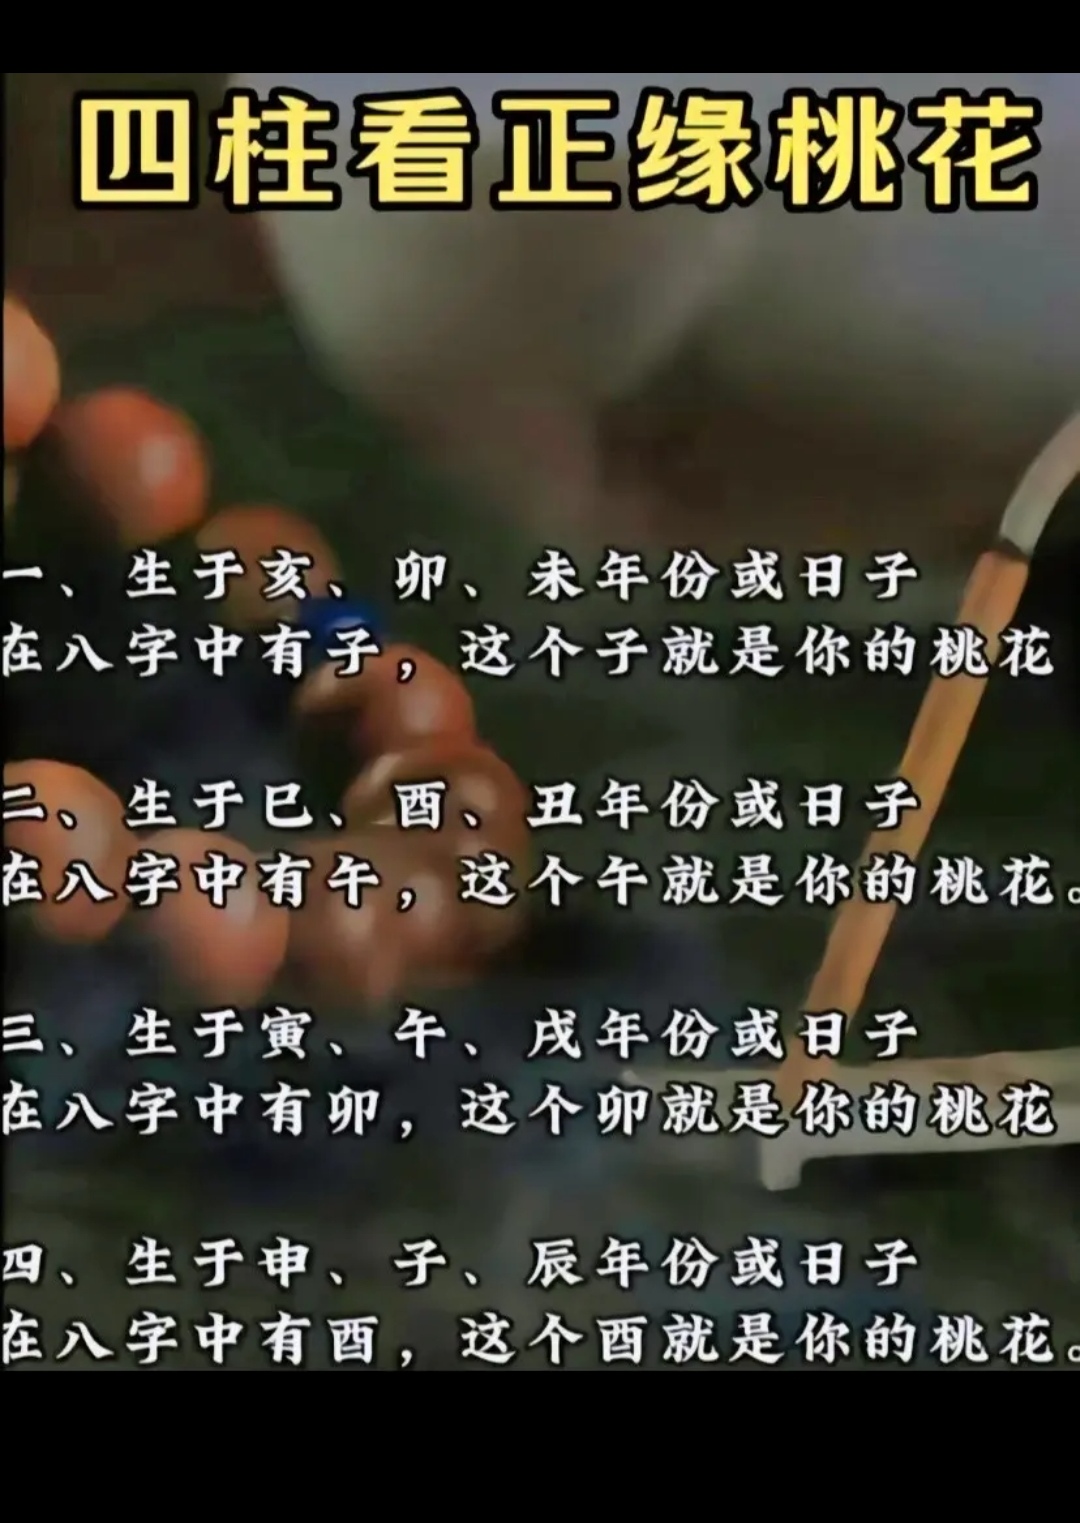 四柱看正缘桃花
一、生于亥、卯、未年份或日子
在八字中有子，这个子就是你的桃花
二、生于巳、酉、丑年份或日子
在八字中有午，这个午就是你的桃花。
三、生于寅、午、戌年份或日子
在八字中有卯，这个卯就是你的桃花
四、生于申、子、辰年份或日子
在八字中有酉，这个酉就是你的桃花。